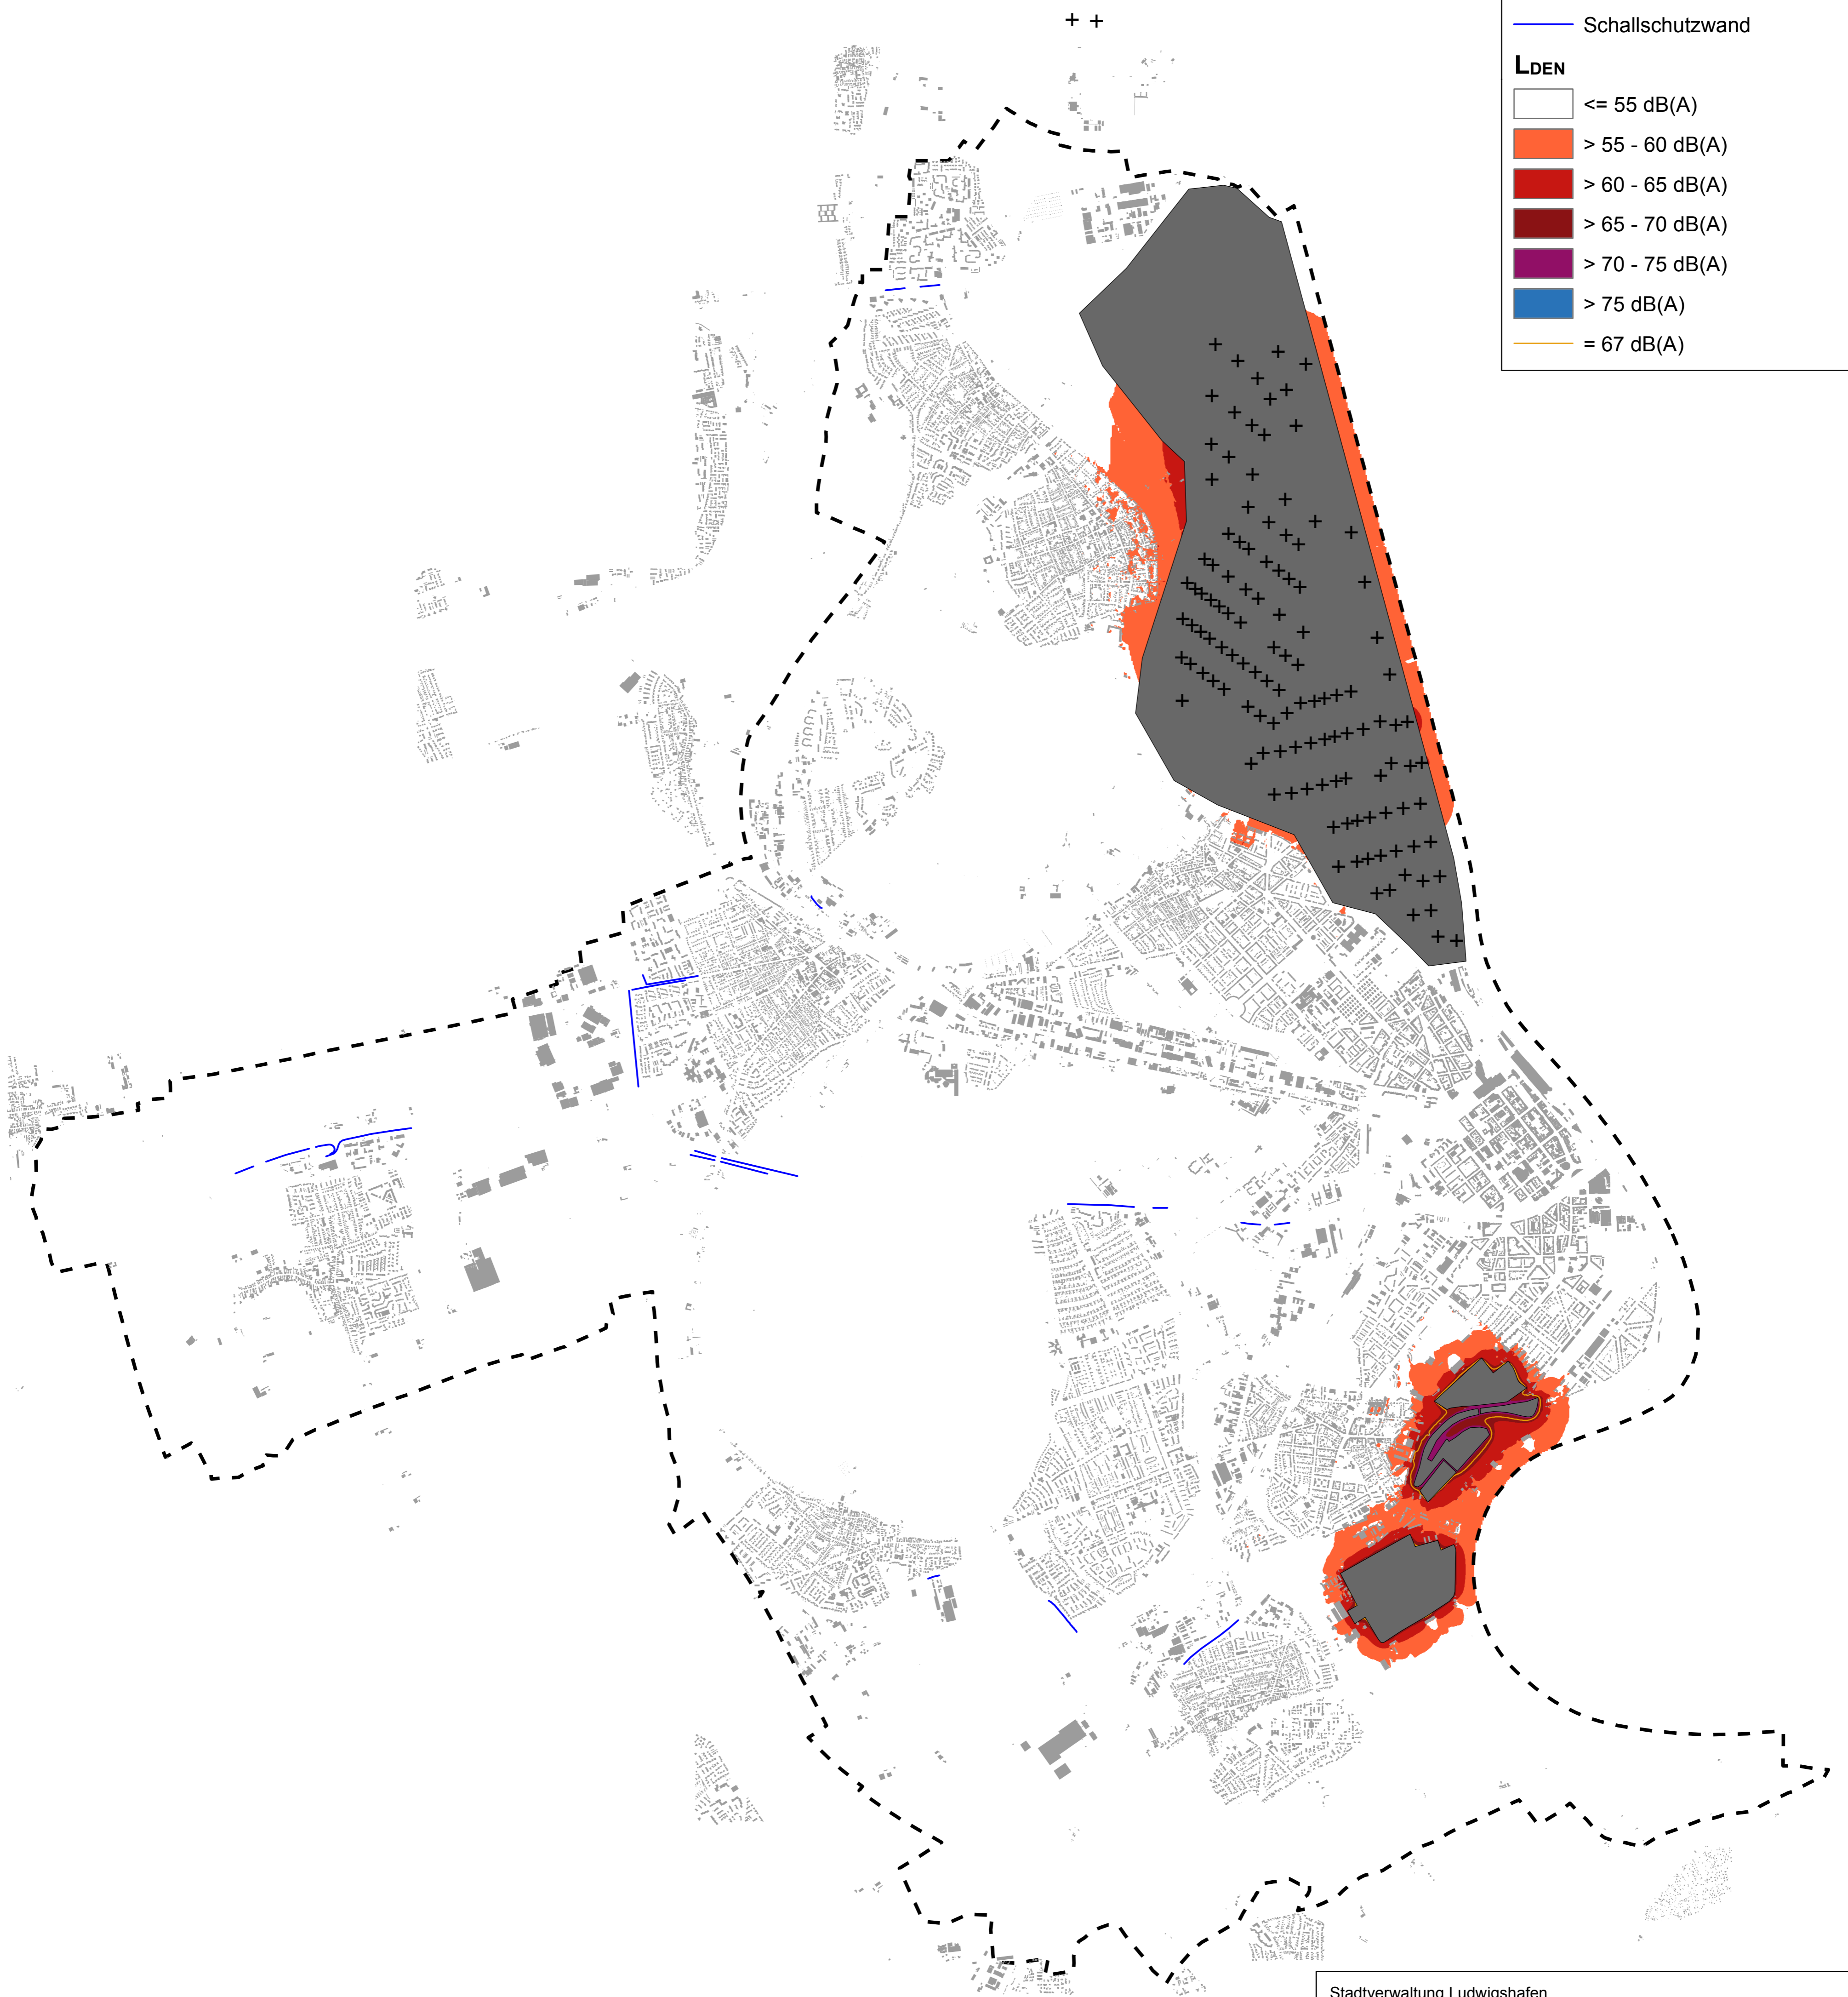 Schallschutzwand
LDEN
<= 55 dB(A)
> 55 - 60 dB(A)
> 60 - 65 dB(A)
> 65 - 70 dB(A)
> 70 - 75 dB(A)
> 75 dB(A)
= 67 dB(A)
Stadtverwaltung Ludwigshafen